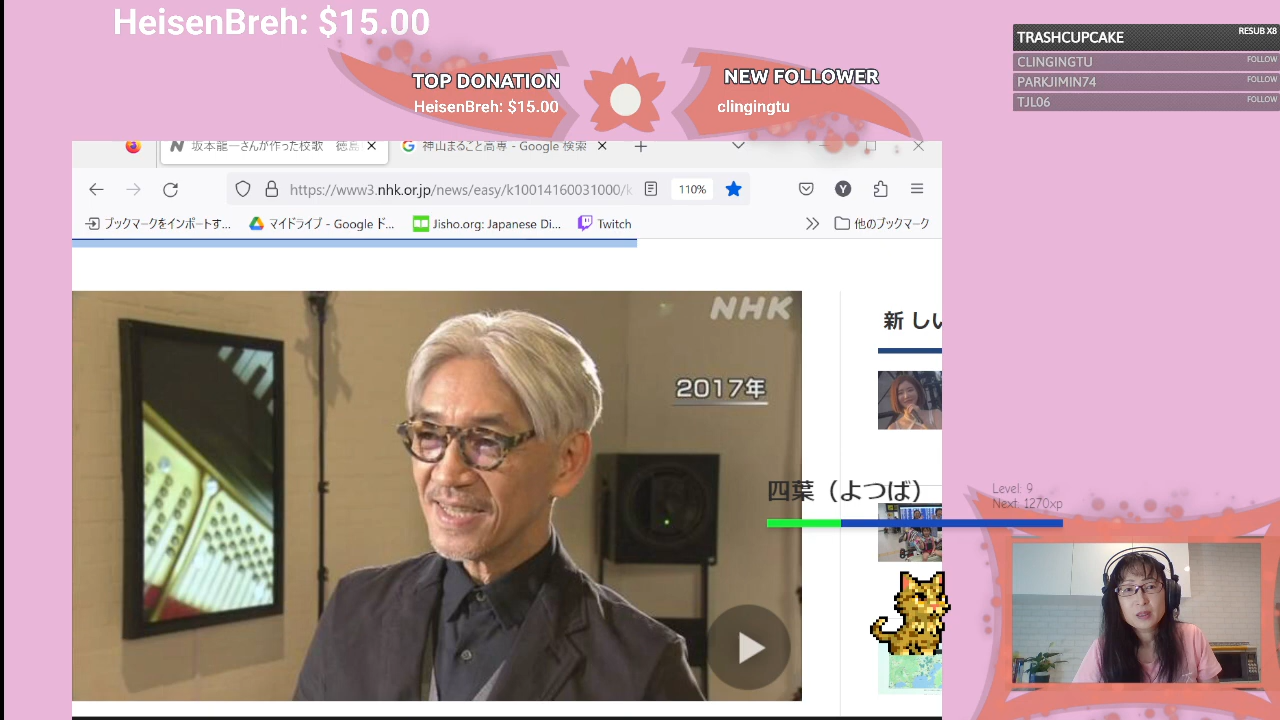 HeisenBreh: $15.00
TOP DONATION
HeisenBreh: $15.00
NEW FOLLOWER
clingingtu
TRASHCUPCAKE RESUB X8
CLINGINGTU FOLLOW
PARKJIMIN74 FOLLOW
TJL06 FOLLOW
坂本龍一さんが作った校歌 徳島
神山まるごと高専 - Google 検索
https://www3.nhk.or.jp/news/easy/k10014160031000/k
110%
Y
ブックマークをインポートす...
マイドライブ - Google ド...
Jisho.org: Japanese Di...
Twitch
他のブックマーク
NHK
2017年
新しい
四葉（よつば）
Level: 9
Next: 1270xp